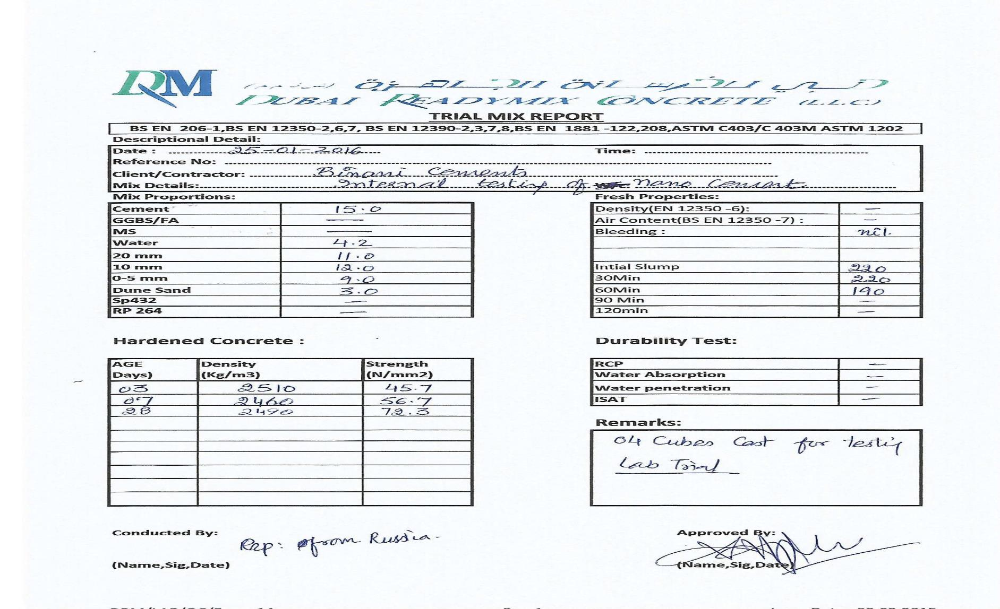 DRM
دبي للخرسانة الجاهزة (ش.ذ.م.م)
DUBAI READYMIX CONCRETE (L.L.C.)
TRIAL MIX REPORT
BS EN 206-1,BS EN 12350-2,6,7, BS EN 12390-2,3,7,8,BS EN 1881 -122,208,ASTM C403/C 403M ASTM 1202
Descriptional Detail:
Date : 25-01-2016 Time:
Reference No:
Client/Contractor: Binani Cements
Mix Details: Internal testing of nano Cement
Mix Proportions:
Cement 15.0
GGBS/FA —
MS —
Water 4.2
20 mm 11.0
10 mm 12.0
0-5 mm 9.0
Dune Sand 3.0
Sp432 —
RP 264 —
Fresh Properties:
Density(EN 12350 -6): —
Air Content(BS EN 12350 -7) : —
Bleeding : nil.
Intial Slump 220
30Min 220
60Min 190
90 Min —
120min —
Hardened Concrete :
AGE Days) Density (Kg/m3) Strength (N/mm2)
03 2510 45.7
07 2460 56.7
28 2490 72.3
Durability Test:
RCP —
Water Absorption —
Water penetration —
ISAT —
Remarks:
04 Cubes Cast for testig
Lab Trial
Conducted By:
Rep: from Russia.
(Name,Sig,Date)
Approved By:
(Name,Sig,Date)